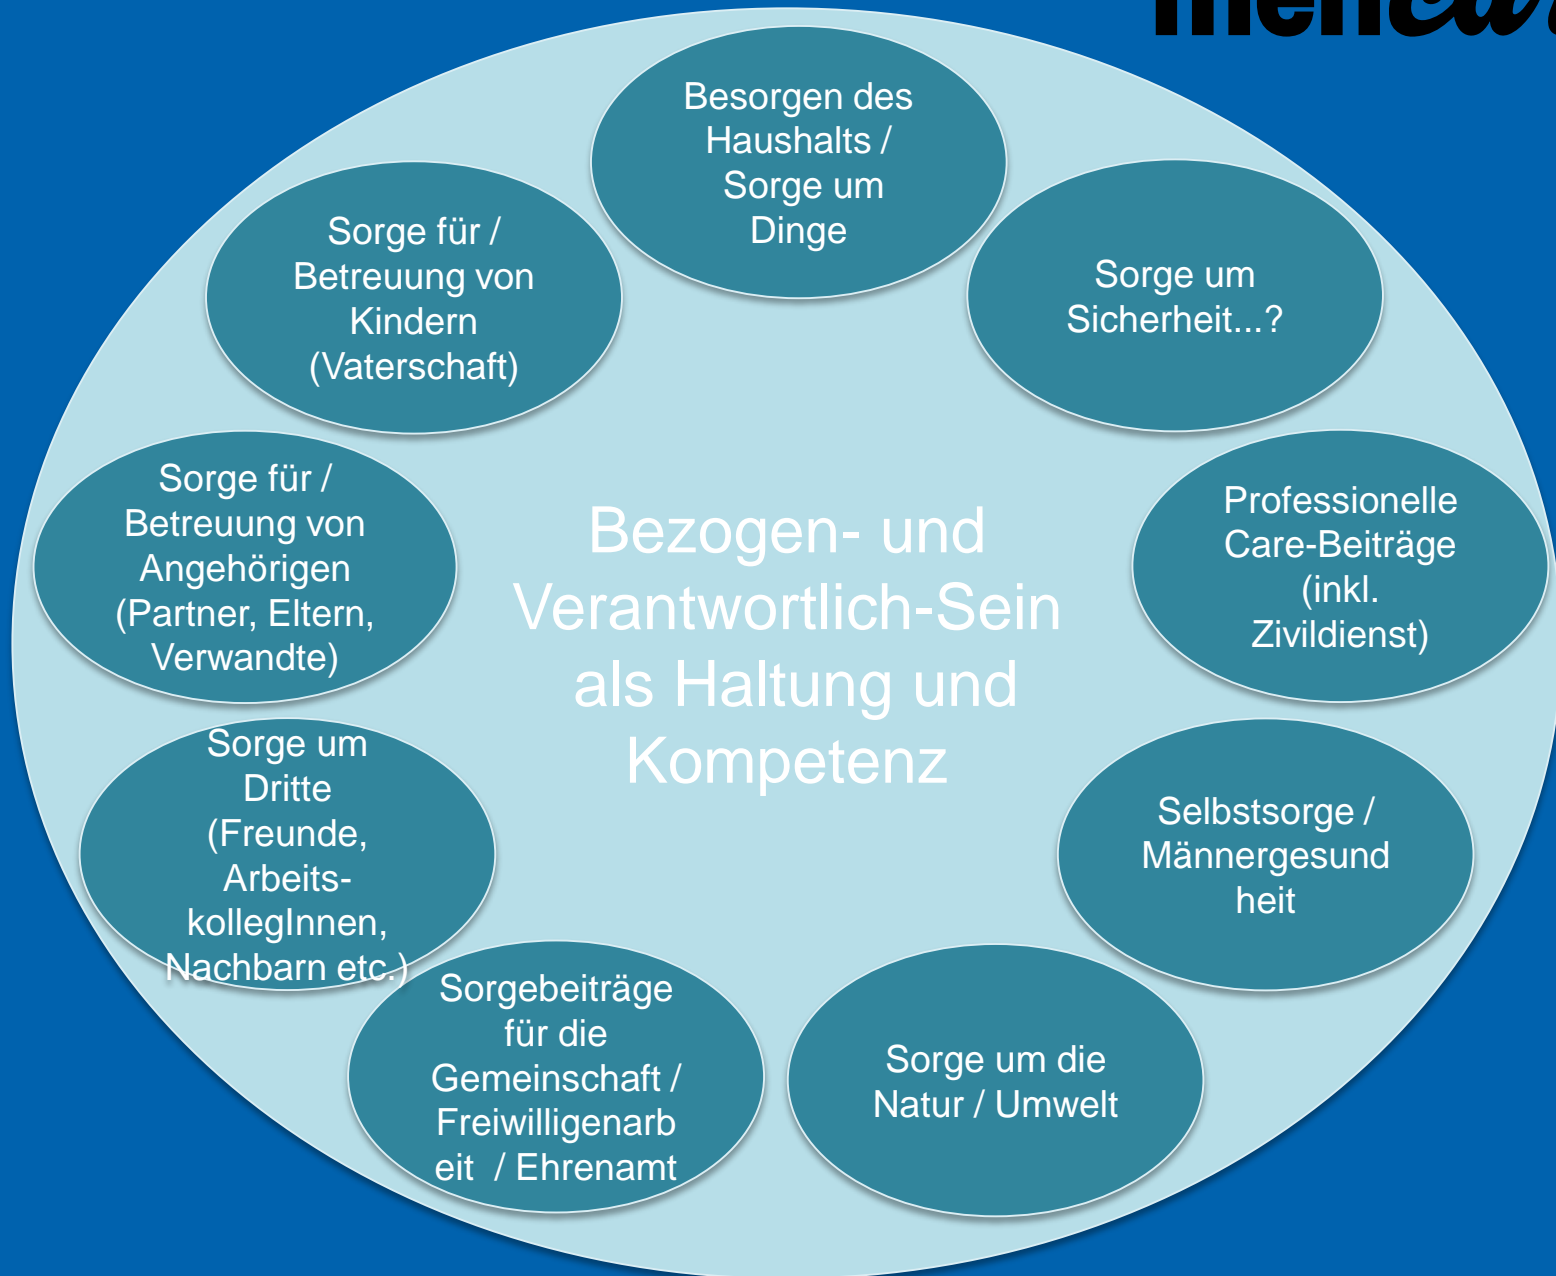 Besorgen des
Haushalts /
Sorge um
Dinge
Sorge um
Sicherheit...?
Professionelle
Care-Beiträge
(inkl.
Zivildienst)
Selbstsorge /
Männergesund
heit
Sorge um die
Natur / Umwelt
Sorgebeiträge
für die
Gemeinschaft /
Freiwilligenarb
eit / Ehrenamt
Sorge um
Dritte
(Freunde,
Arbeits-
kollegInnen,
Nachbarn etc.)
Sorge für /
Betreuung von
Angehörigen
(Partner, Eltern,
Verwandte)
Sorge für /
Betreuung von
Kindern
(Vaterschaft)
Bezogen- und
Verantwortlich-Sein
als Haltung und
Kompetenz